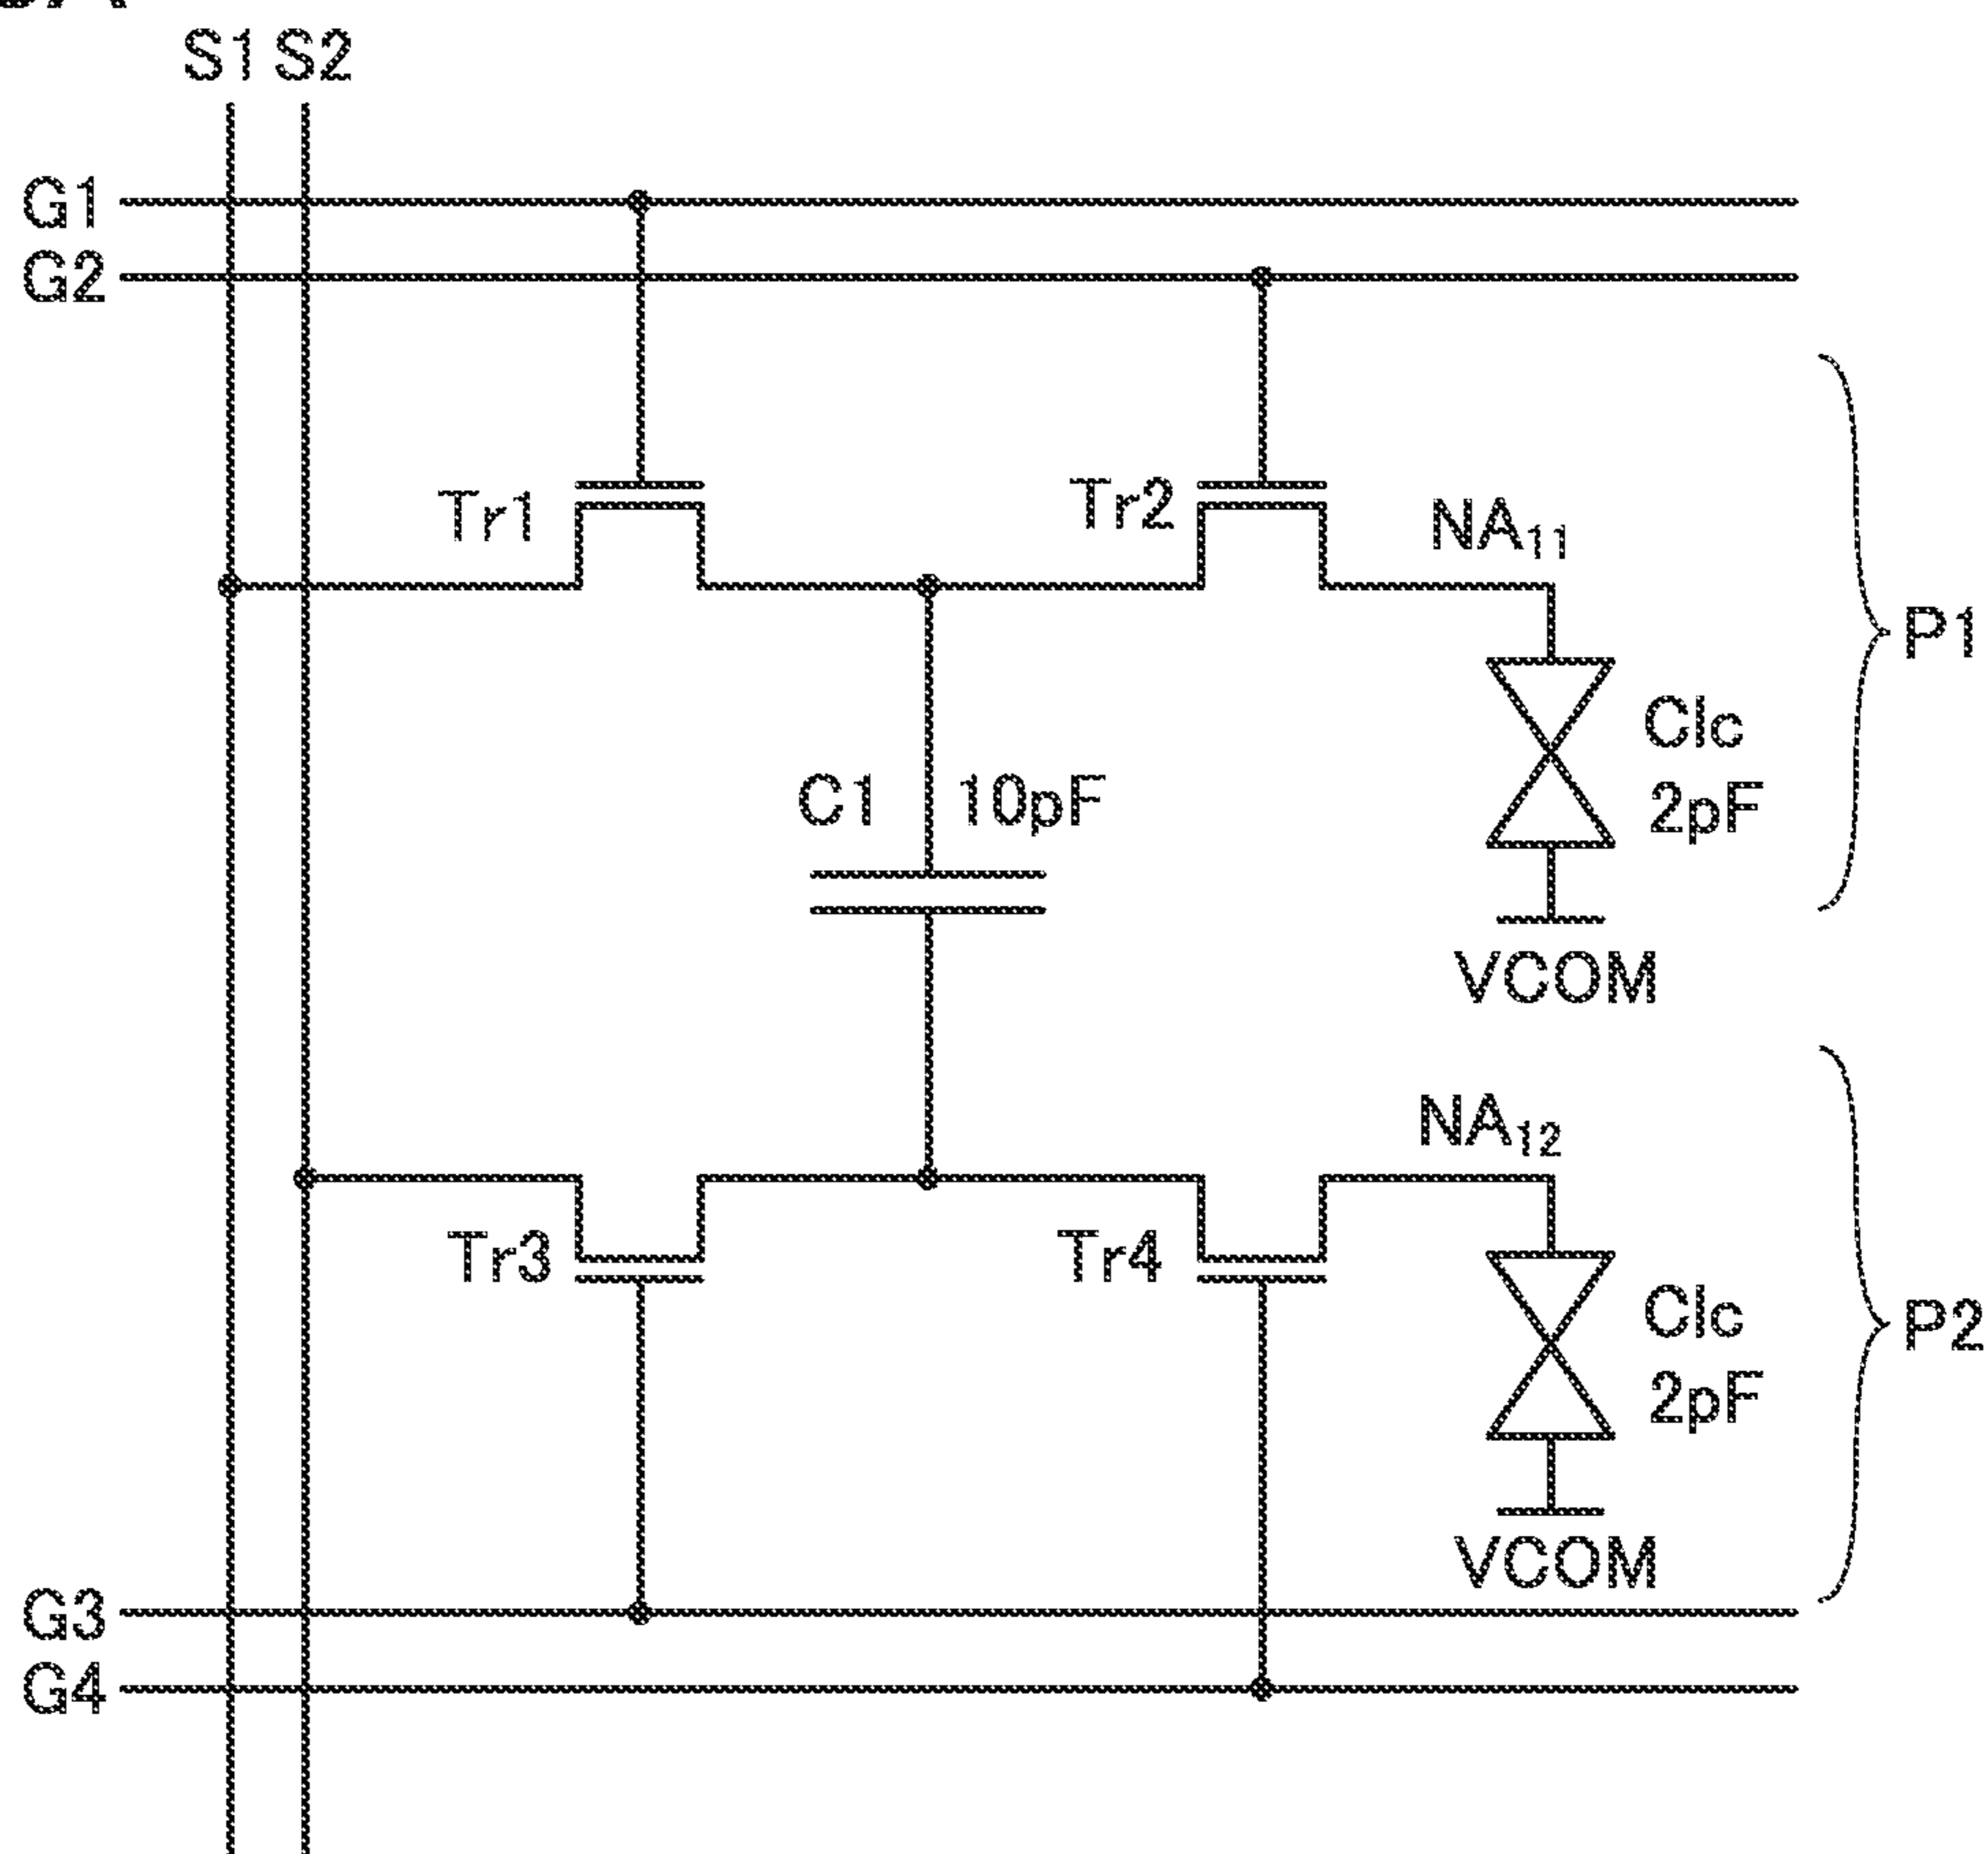 S1 S2
G1
G2
Tr1
Tr2
NA11
P1
Clc
2pF
C1 10pF
VCOM
NA12
Tr3
Tr4
Clc
2pF
P2
VCOM
G3
G4